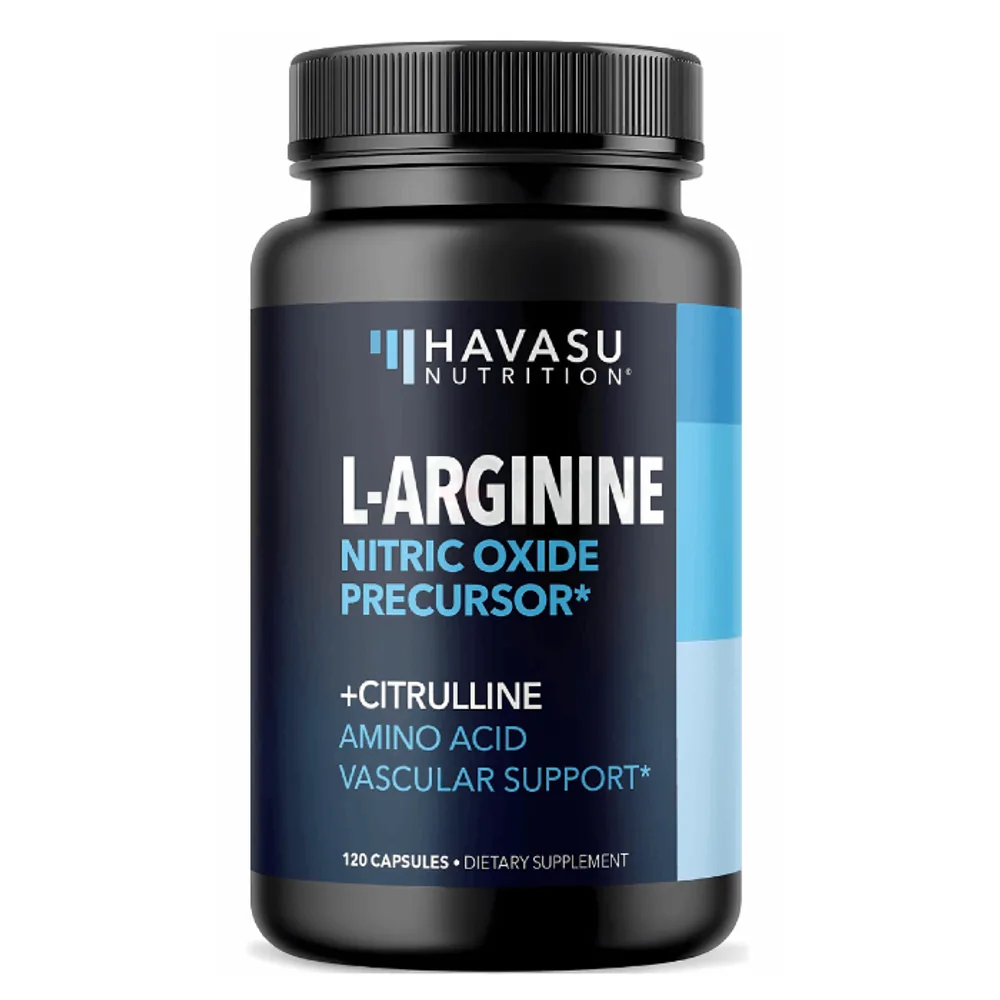 HAVASU
NUTRITION®
L-ARGININE
NITRIC OXIDE
PRECURSOR*
+CITRULLINE
AMINO ACID
VASCULAR SUPPORT*
120 CAPSULES • DIETARY SUPPLEMENT